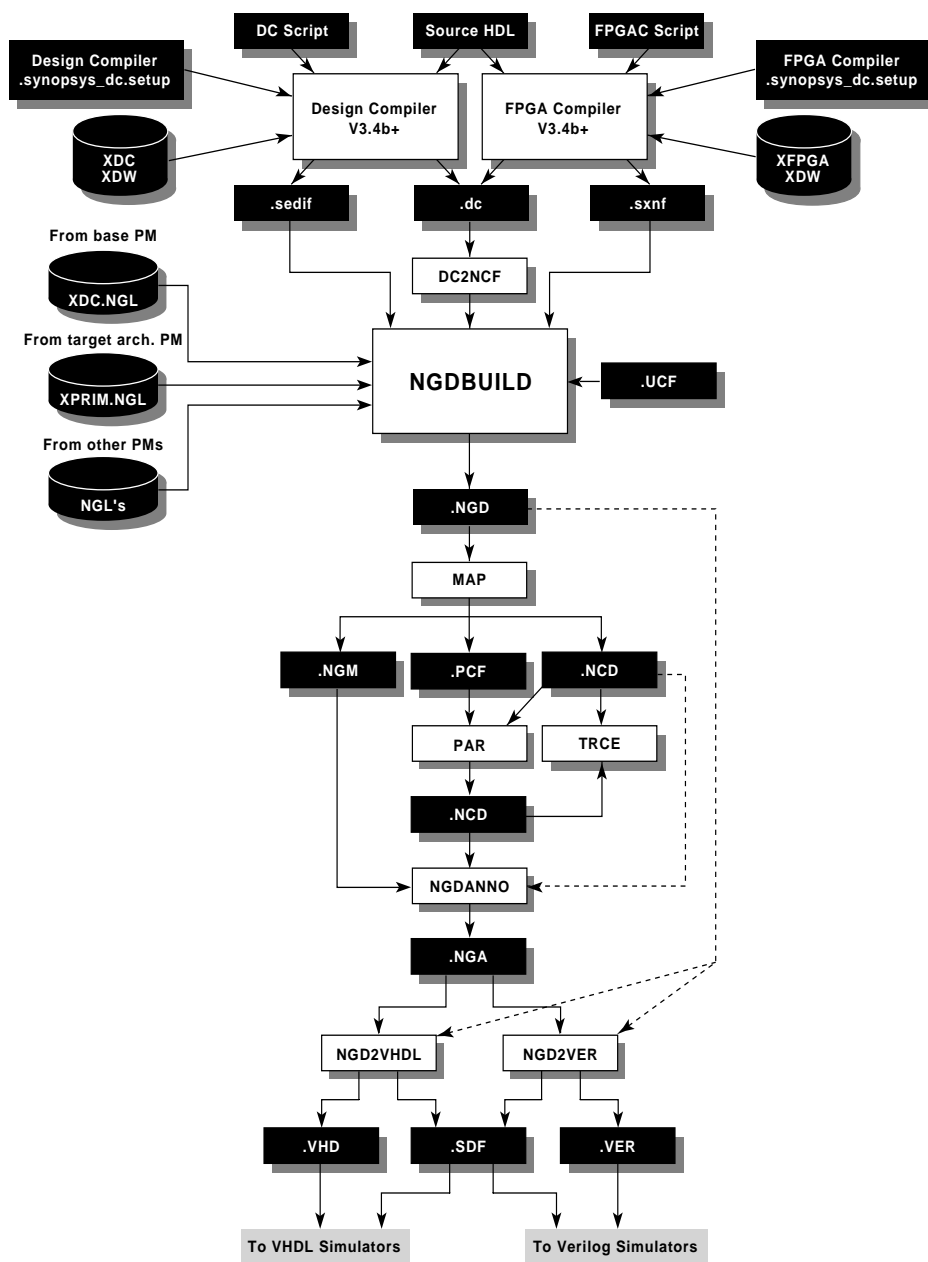 DC Script
Source HDL
FPGAC Script
Design Compiler
.synopsys_dc.setup
FPGA Compiler
.synopsys_dc.setup
Design Compiler
V3.4b+
FPGA Compiler
V3.4b+
XDC
XDW
XFPGA
XDW
.sedif
.dc
.sxnf
From base PM
DC2NCF
XDC.NGL
From target arch. PM
NGDBUILD
.UCF
XPRIM.NGL
From other PMs
NGL's
.NGD
MAP
.NGM
.PCF
.NCD
PAR
TRCE
.NCD
NGDANNO
.NGA
NGD2VHDL
NGD2VER
.VHD
.SDF
.VER
To VHDL Simulators
To Verilog Simulators